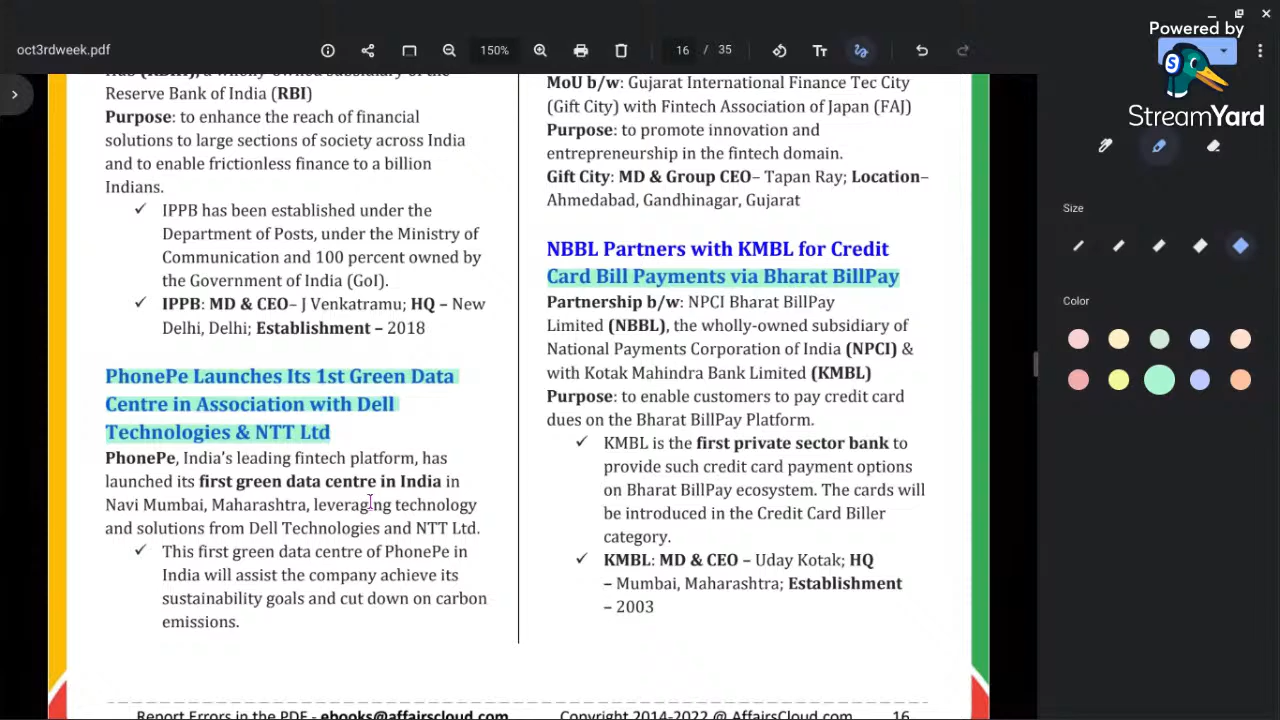 oct3rdweek.pdf
150%
16 / 35
Powered by
StreamYard
Reserve Bank of India (RBI)
Purpose: to enhance the reach of financial
solutions to large sections of society across India
and to enable frictionless finance to a billion
Indians.
✓ IPPB has been established under the
Department of Posts, under the Ministry of
Communication and 100 percent owned by
the Government of India (GoI).
✓ IPPB: MD & CEO– J Venkatramu; HQ – New
Delhi, Delhi; Establishment – 2018
PhonePe Launches Its 1st Green Data
Centre in Association with Dell
Technologies & NTT Ltd
PhonePe, India's leading fintech platform, has
launched its first green data centre in India in
Navi Mumbai, Maharashtra, leveraging technology
and solutions from Dell Technologies and NTT Ltd.
✓ This first green data centre of PhonePe in
India will assist the company achieve its
sustainability goals and cut down on carbon
emissions.
MoU b/w: Gujarat International Finance Tec City
(Gift City) with Fintech Association of Japan (FAJ)
Purpose: to promote innovation and
entrepreneurship in the fintech domain.
Gift City: MD & Group CEO– Tapan Ray; Location–
Ahmedabad, Gandhinagar, Gujarat
NBBL Partners with KMBL for Credit
Card Bill Payments via Bharat BillPay
Partnership b/w: NPCI Bharat BillPay
Limited (NBBL), the wholly-owned subsidiary of
National Payments Corporation of India (NPCI) &
with Kotak Mahindra Bank Limited (KMBL)
Purpose: to enable customers to pay credit card
dues on the Bharat BillPay Platform.
✓ KMBL is the first private sector bank to
provide such credit card payment options
on Bharat BillPay ecosystem. The cards will
be introduced in the Credit Card Biller
category.
✓ KMBL: MD & CEO – Uday Kotak; HQ
– Mumbai, Maharashtra; Establishment
– 2003
Report Errors in the PDF - ebooks@affairscloud.com
Copyright 2014-2022 @ AffairsCloud.com
16
Size
Color